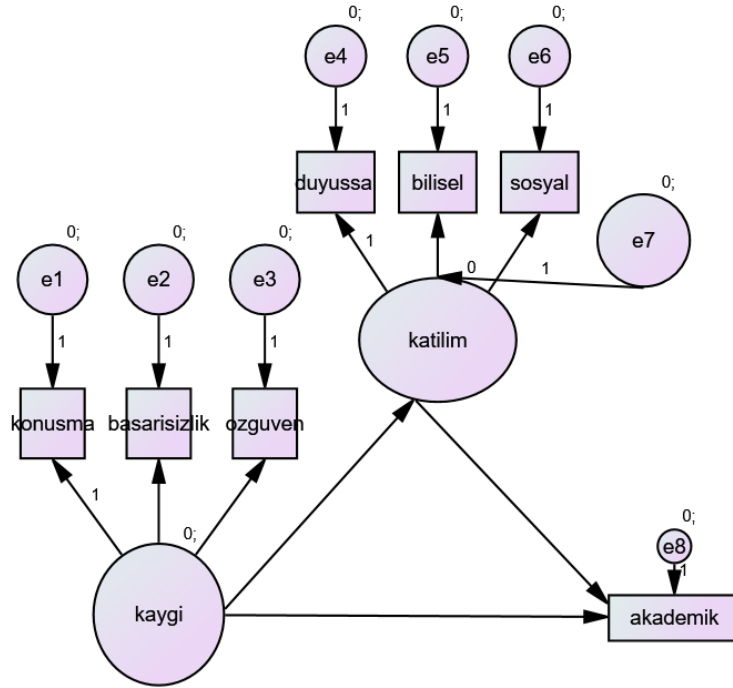 0;
0;
0;
e4
e5
e6
1
1
1
duyussa
bilisel
sosyal
0;
e7
0;
0;
0;
e1
e2
e3
1
0
1
1
1
1
katilim
konusma
basarisizlik
ozguven
1
0;
kaygi
0;
e8
1
akademik